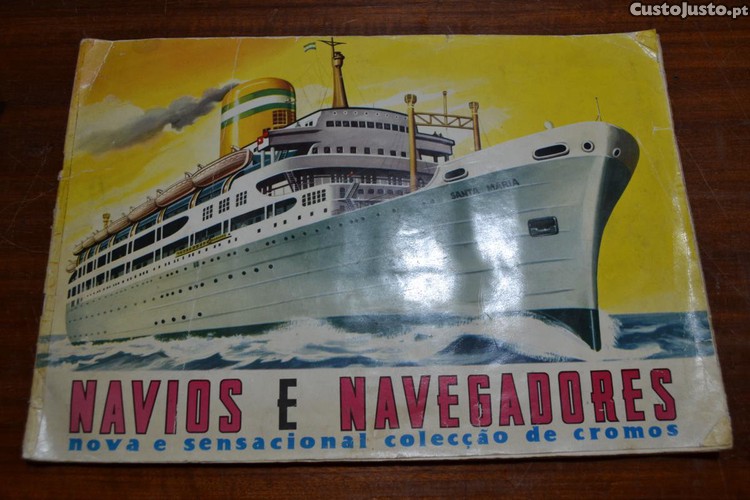 CustoJusto.pt
SANTA MARIA
NAVIOS E NAVEGADORES
nova e sensacional colecção de cromos